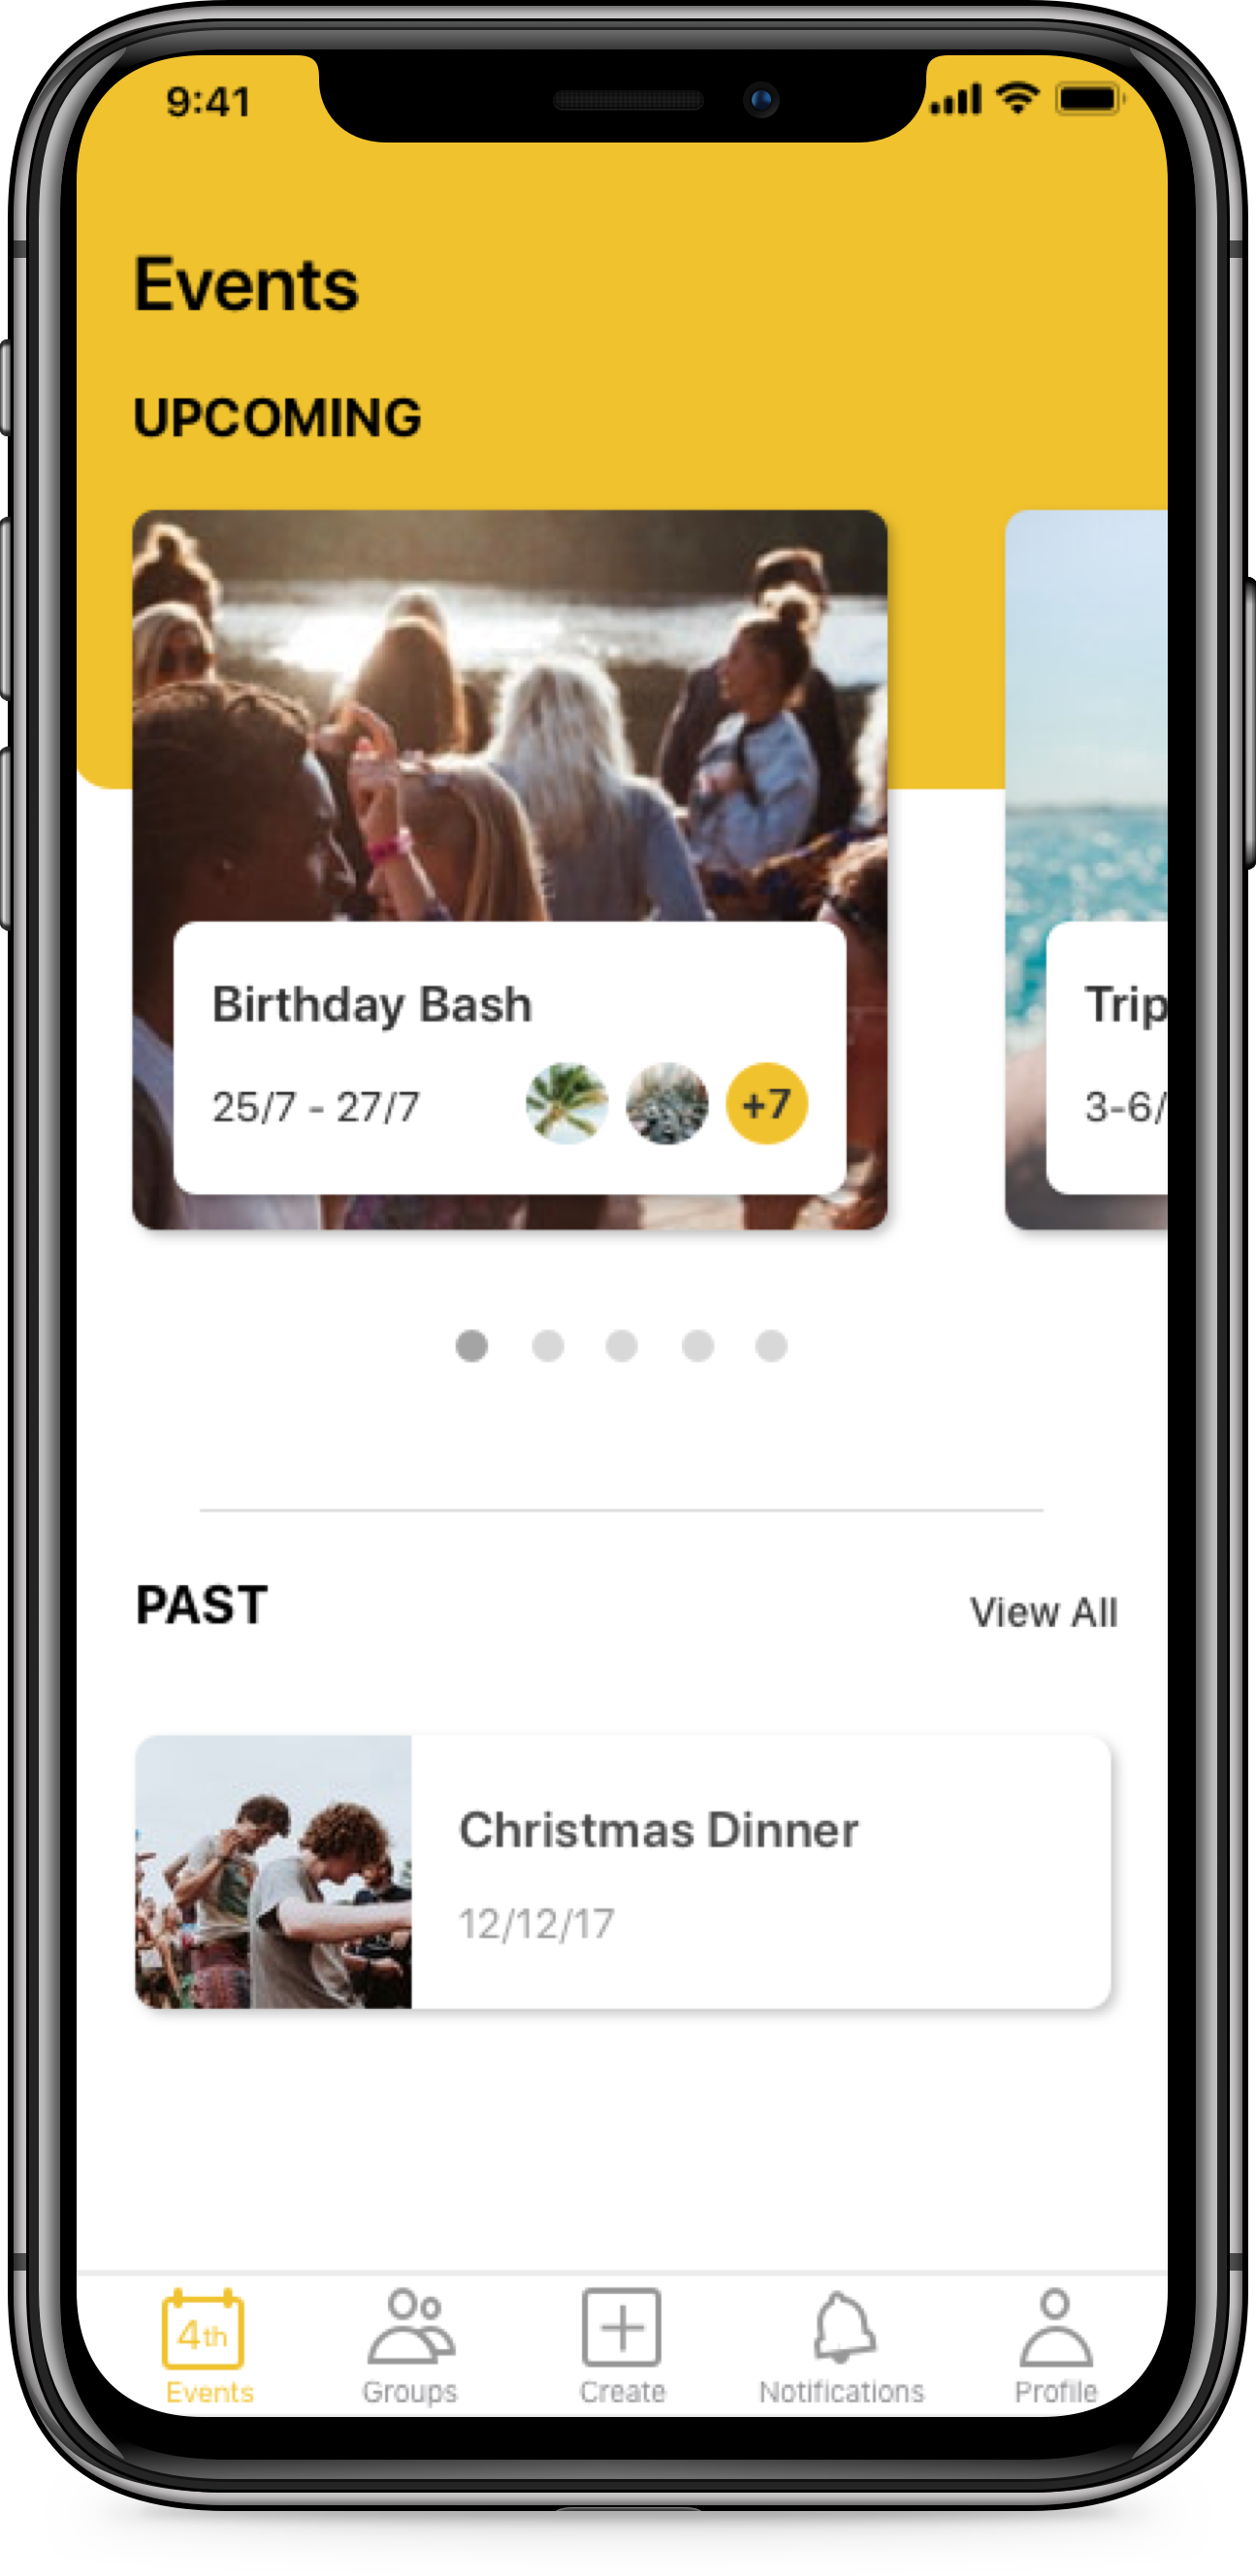 9:41
Events
UPCOMING
Birthday Bash
25/7 - 27/7
+7
Trip
3-6/
PAST
View All
Christmas Dinner
12/12/17
4th
Events
Groups
Create
Notifications
Profile